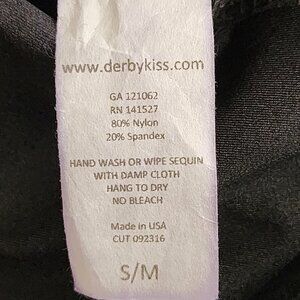 www.derbykiss.com
GA 121062
RN 141527
80% Nylon
20% Spandex
HAND WASH OR WIPE SEQUIN
WITH DAMP CLOTH
HANG TO DRY
NO BLEACH
Made in USA
CUT 092316
S/M